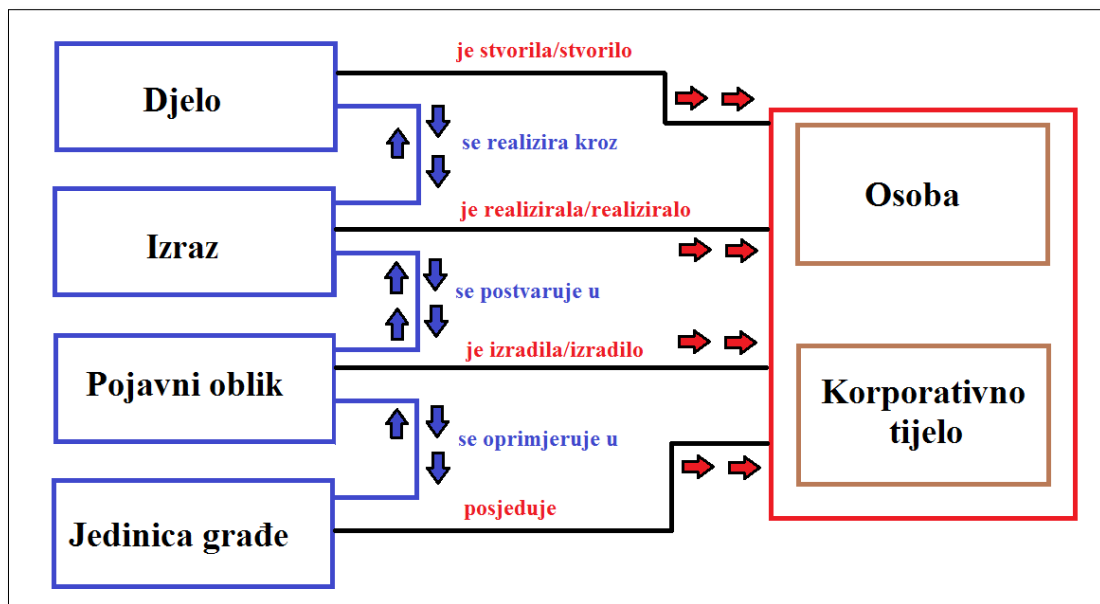 je stvorila/stvorilo
Djelo
se realizira kroz
Osoba
je realizirala/realiziralo
Izraz
se postvaruje u
je izradila/izradilo
Pojavni oblik
Korporativno
tijelo
se oprimjeruje u
posjeduje
Jedinica građe